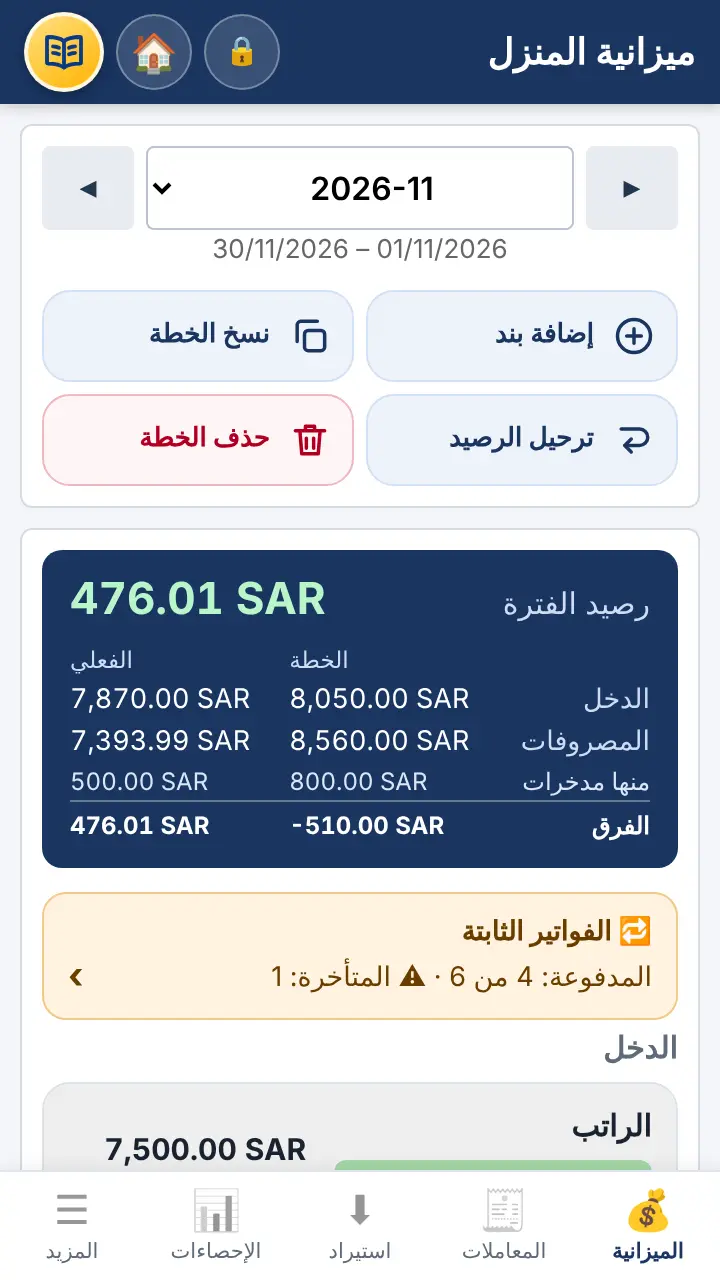 ميزانية المنزل
2026-11
01/11/2026 – 30/11/2026
إضافة بند
نسخ الخطة
ترحيل الرصيد
حذف الخطة
رصيد الفترة 476.01 SAR
الخطة الفعلي
الدخل 8,050.00 SAR 7,870.00 SAR
المصروفات 8,560.00 SAR 7,393.99 SAR
منها مدخرات 800.00 SAR 500.00 SAR
الفرق -510.00 SAR 476.01 SAR
🔁 الفواتير الثابتة
المدفوعة: 4 من 6 · ⚠ المتأخرة: 1
الدخل
الراتب
7,500.00 SAR
الميزانية المعاملات استيراد الإحصاءات المزيد